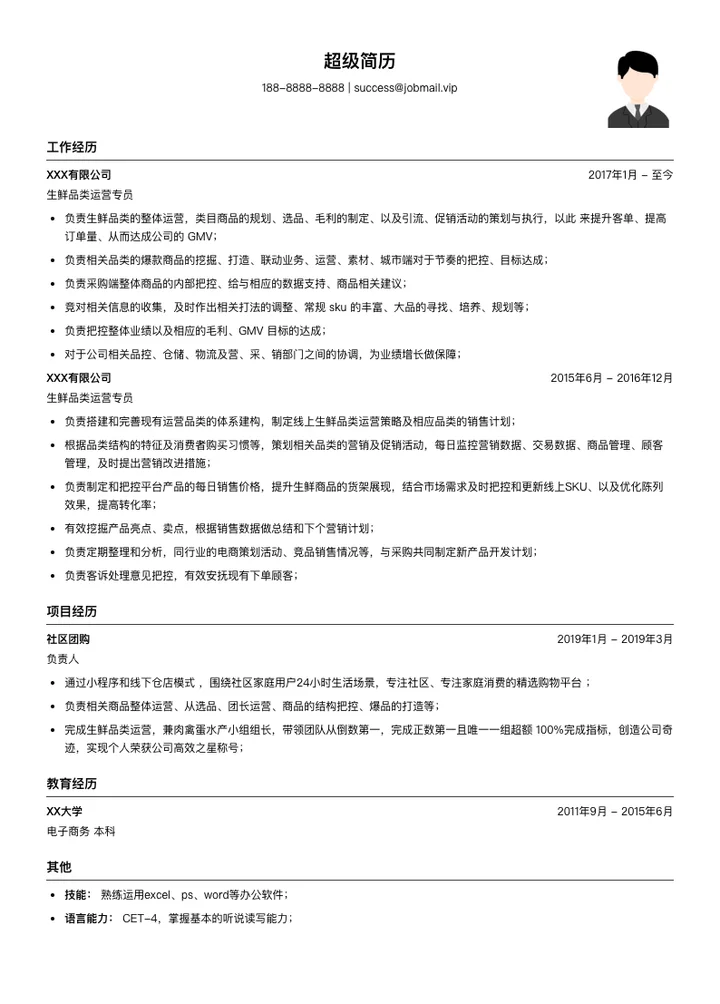 超级简历
188-8888-8888 | success@jobmail.vip
工作经历
XXX有限公司 2017年1月 - 至今
生鲜品类运营专员
• 负责生鲜品类的整体运营，类目商品的规划、选品、毛利的制定、以及引流、促销活动的策划与执行，以此 来提升客单、提高
订单量、从而达成公司的 GMV；
• 负责相关品类的爆款商品的挖掘、打造、联动业务、运营、素材、城市端对于节奏的把控、目标达成；
• 负责采购端整体商品的内部把控、给与相应的数据支持、商品相关建议；
• 竞对相关信息的收集，及时作出相关打法的调整、常规 sku 的丰富、大品的寻找、培养、规划等；
• 负责把控整体业绩以及相应的毛利、GMV 目标的达成；
• 对于公司相关品控、仓储、物流及营、采、销部门之间的协调，为业绩增长做保障；
XXX有限公司 2015年6月 - 2016年12月
生鲜品类运营专员
• 负责搭建和完善现有运营品类的体系建构，制定线上生鲜品类运营策略及相应品类的销售计划；
• 根据品类结构的特征及消费者购买习惯等，策划相关品类的营销及促销活动，每日监控营销数据、交易数据、商品管理、顾客
管理，及时提出营销改进措施；
• 负责制定和把控平台产品的每日销售价格，提升生鲜商品的货架展现，结合市场需求及时把控和更新线上SKU、以及优化陈列
效果，提高转化率；
• 有效挖掘产品亮点、卖点，根据销售数据做总结和下个营销计划；
• 负责定期整理和分析，同行业的电商策划活动、竞品销售情况等，与采购共同制定新产品开发计划；
• 负责客诉处理意见把控，有效安抚现有下单顾客；
项目经历
社区团购 2019年1月 - 2019年3月
负责人
• 通过小程序和线下仓店模式 ，围绕社区家庭用户24小时生活场景，专注社区、专注家庭消费的精选购物平台 ；
• 负责相关商品整体运营、从选品、团长运营、商品的结构把控、爆品的打造等；
• 完成生鲜品类运营，兼肉禽蛋水产小组组长，带领团队从倒数第一，完成正数第一且唯一一组超额 100%完成指标，创造公司奇
迹，实现个人荣获公司高效之星称号；
教育经历
XX大学 2011年9月 - 2015年6月
电子商务 本科
其他
• 技能： 熟练运用excel、ps、word等办公软件；
• 语言能力： CET-4，掌握基本的听说读写能力；